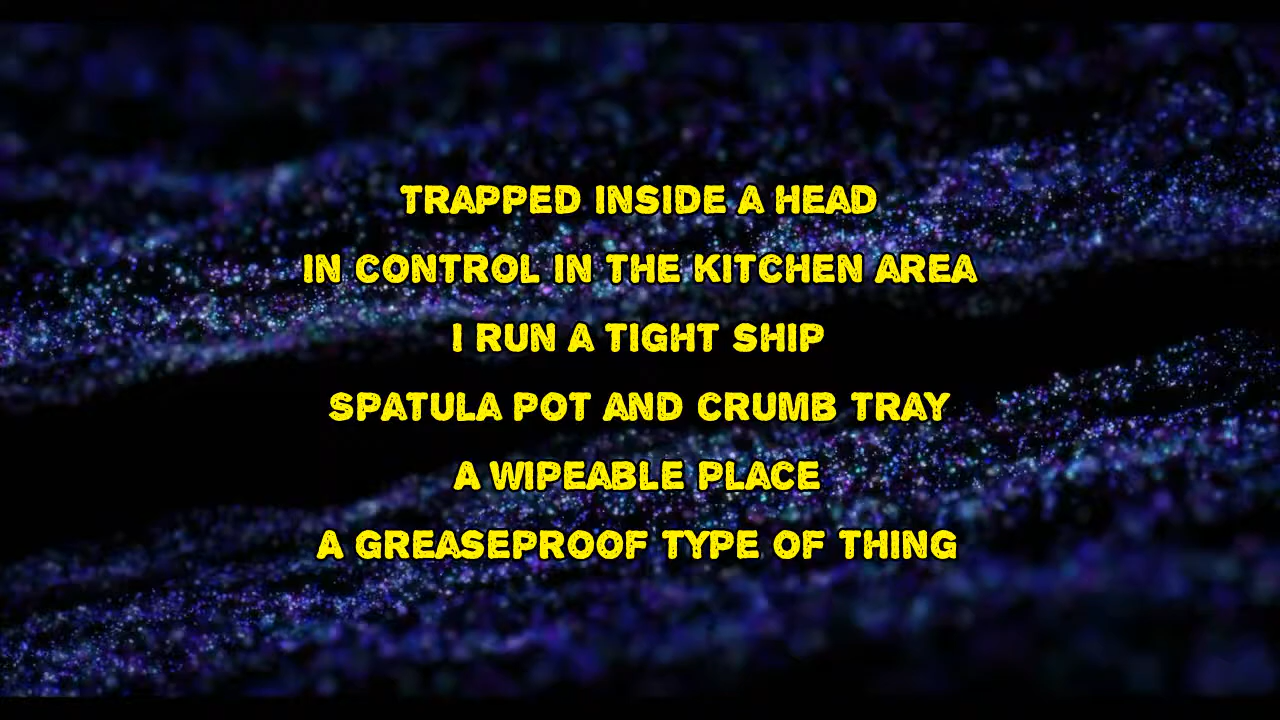 TRAPPED INSIDE A HEAD
IN CONTROL IN THE KITCHEN AREA
I RUN A TIGHT SHIP
SPATULA POT AND CRUMB TRAY
A WIPEABLE PLACE
A GREASEPROOF TYPE OF THING